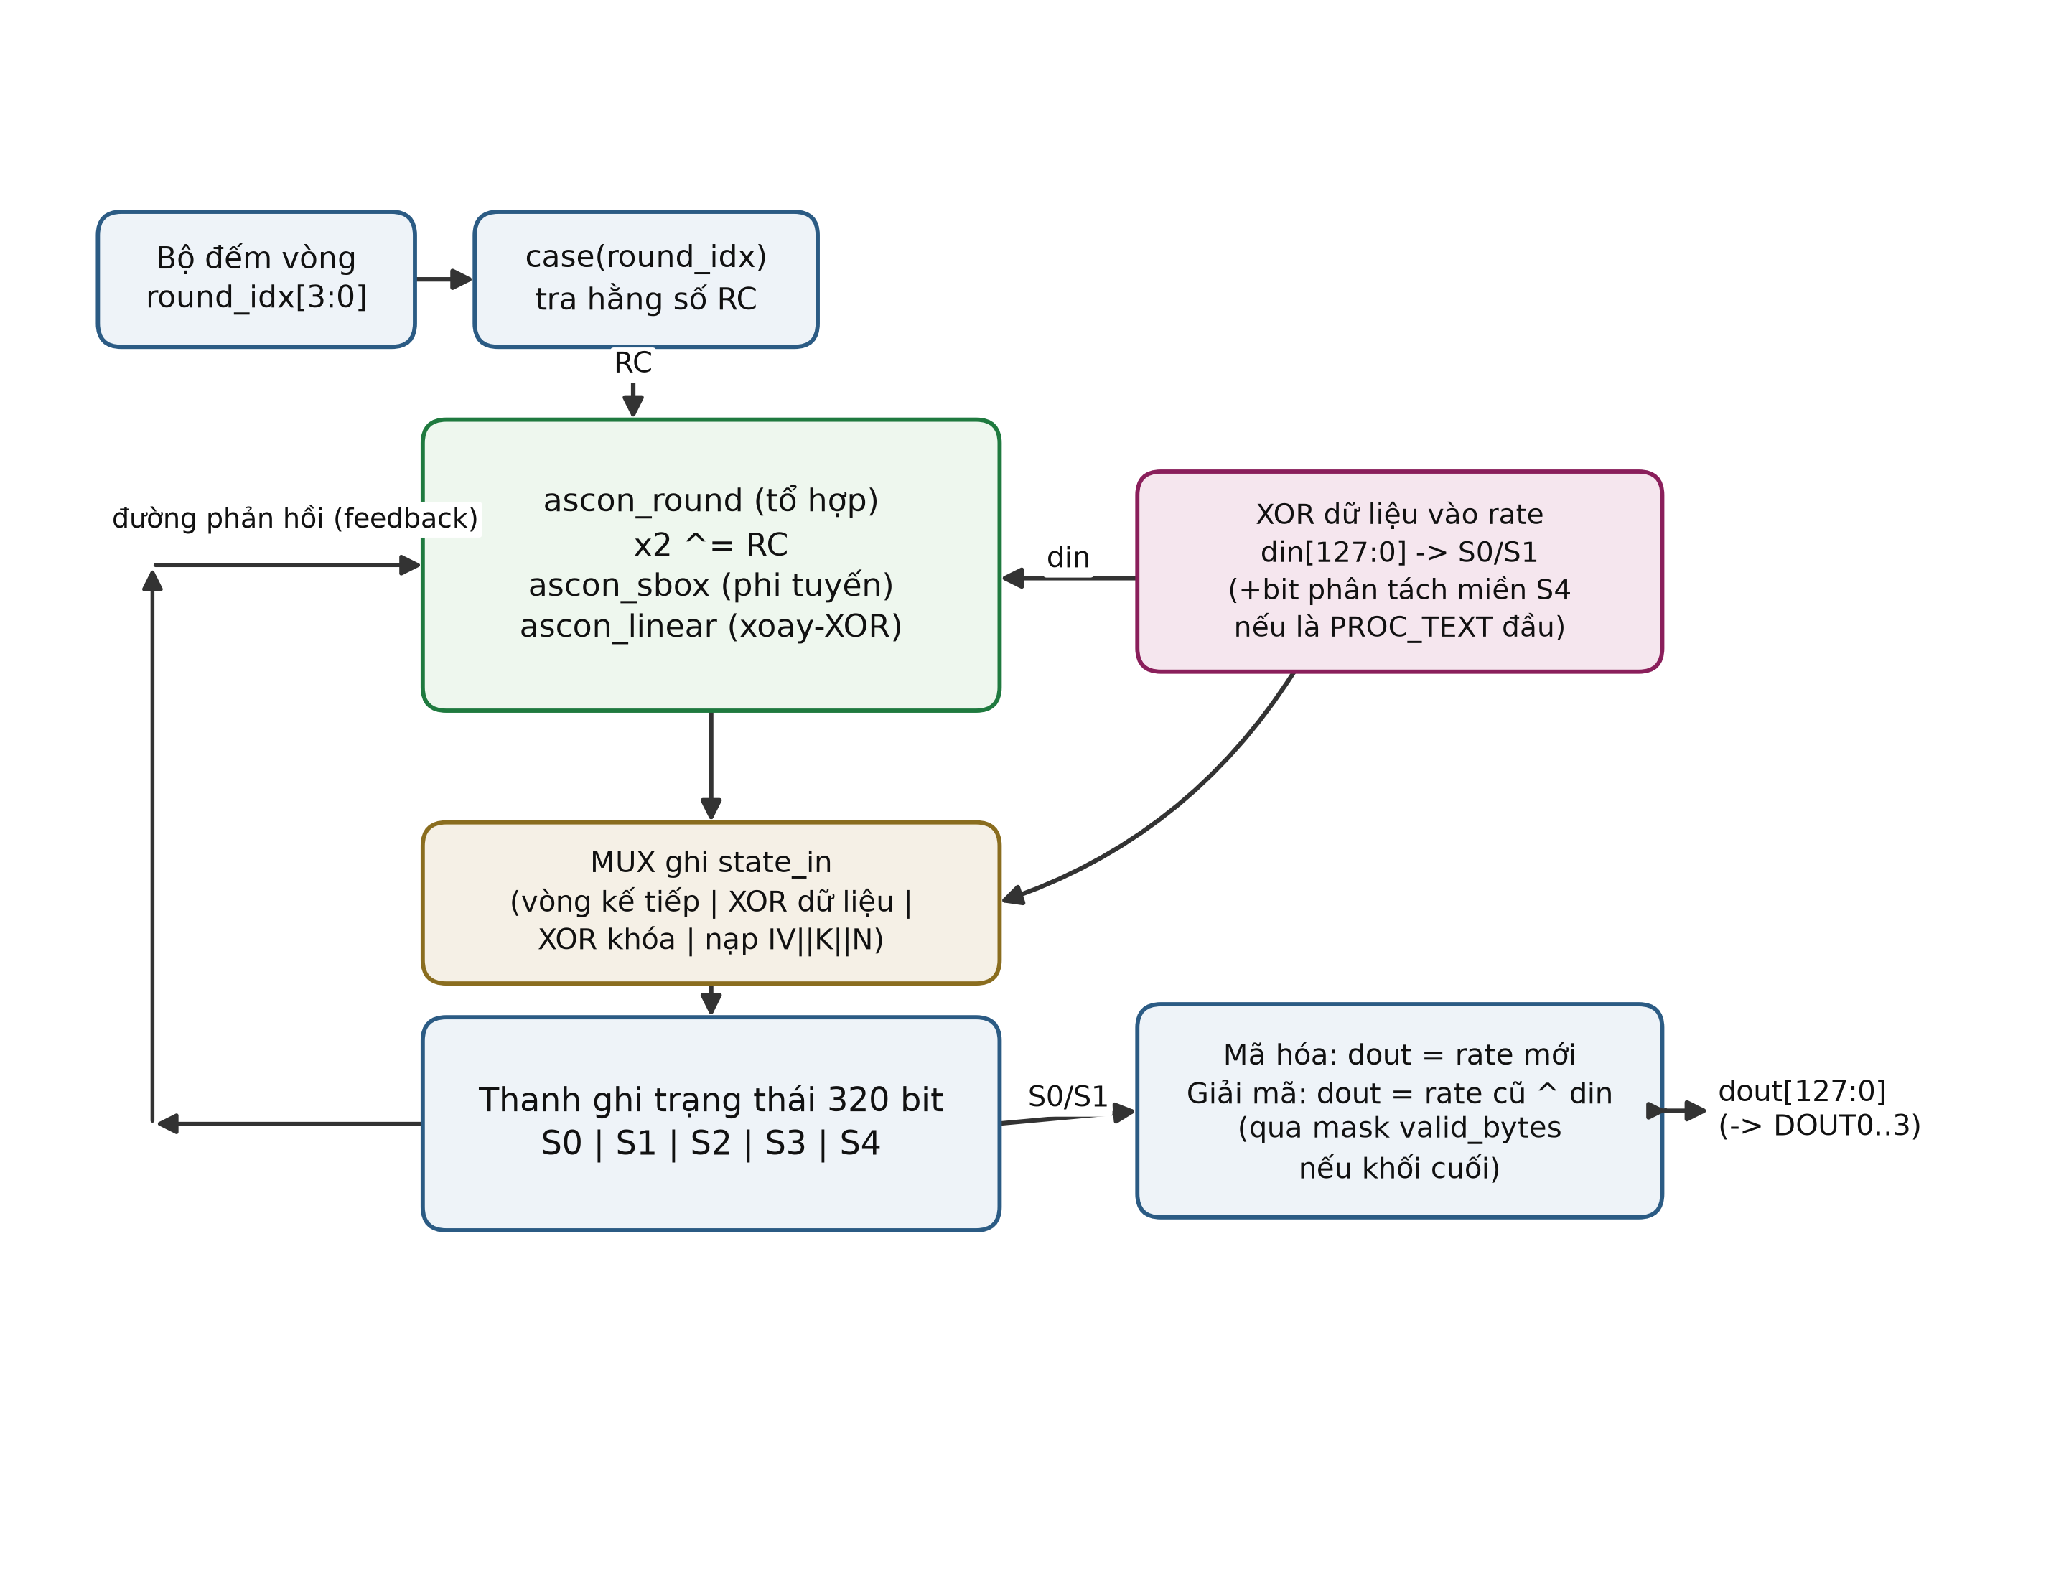 Bộ đếm vòng
round_idx[3:0]
case(round_idx)
tra hằng số RC
RC
đường phản hồi (feedback)
ascon_round (tổ hợp)
x2 ^= RC
ascon_sbox (phi tuyến)
ascon_linear (xoay-XOR)
din
XOR dữ liệu vào rate
din[127:0] -> S0/S1
(+bit phân tách miền S4
nếu là PROC_TEXT đầu)
MUX ghi state_in
(vòng kế tiếp | XOR dữ liệu |
XOR khóa | nạp IV||K||N)
Thanh ghi trạng thái 320 bit
S0 | S1 | S2 | S3 | S4
S0/S1
Mã hóa: dout = rate mới
Giải mã: dout = rate cũ ^ din
(qua mask valid_bytes
nếu khối cuối)
dout[127:0]
(-> DOUT0..3)